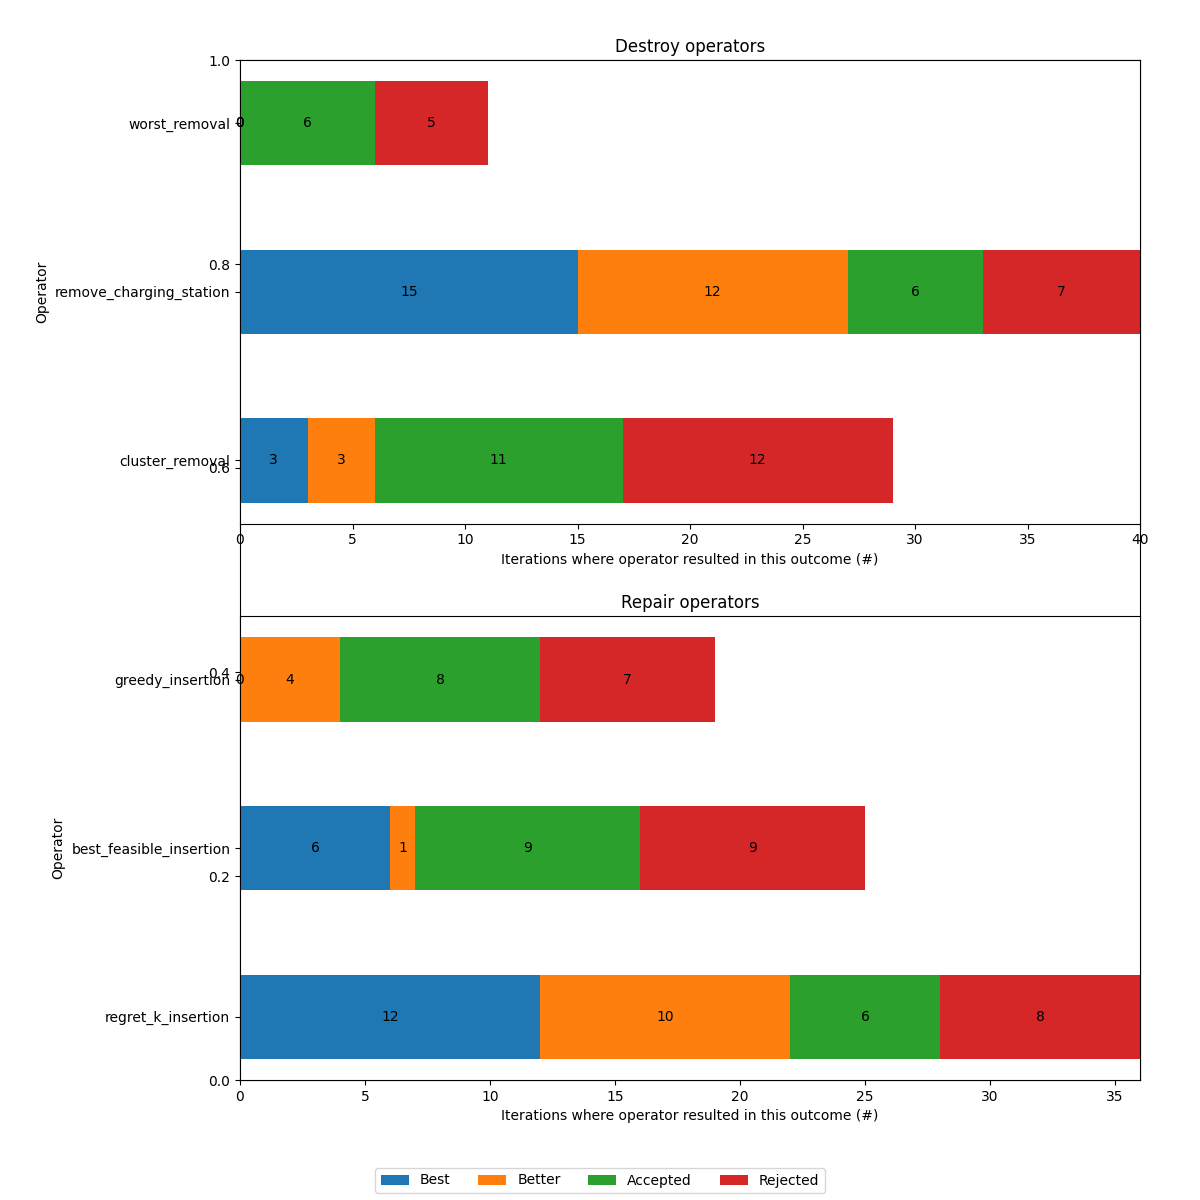 Destroy operators
1.0
worst_removal 0 0 6 5
0.8
Operator
remove_charging_station 15 12 6 7
cluster_removal 3 3 11 12
0.6
0 5 10 15 20 25 30 35 40
Iterations where operator resulted in this outcome (#)
Repair operators
0.4
greedy_insertion 0 4 8 7
Operator
best_feasible_insertion 6 1 9 9
0.2
regret_k_insertion 12 10 6 8
0.0
0 5 10 15 20 25 30 35
Iterations where operator resulted in this outcome (#)
Best Better Accepted Rejected